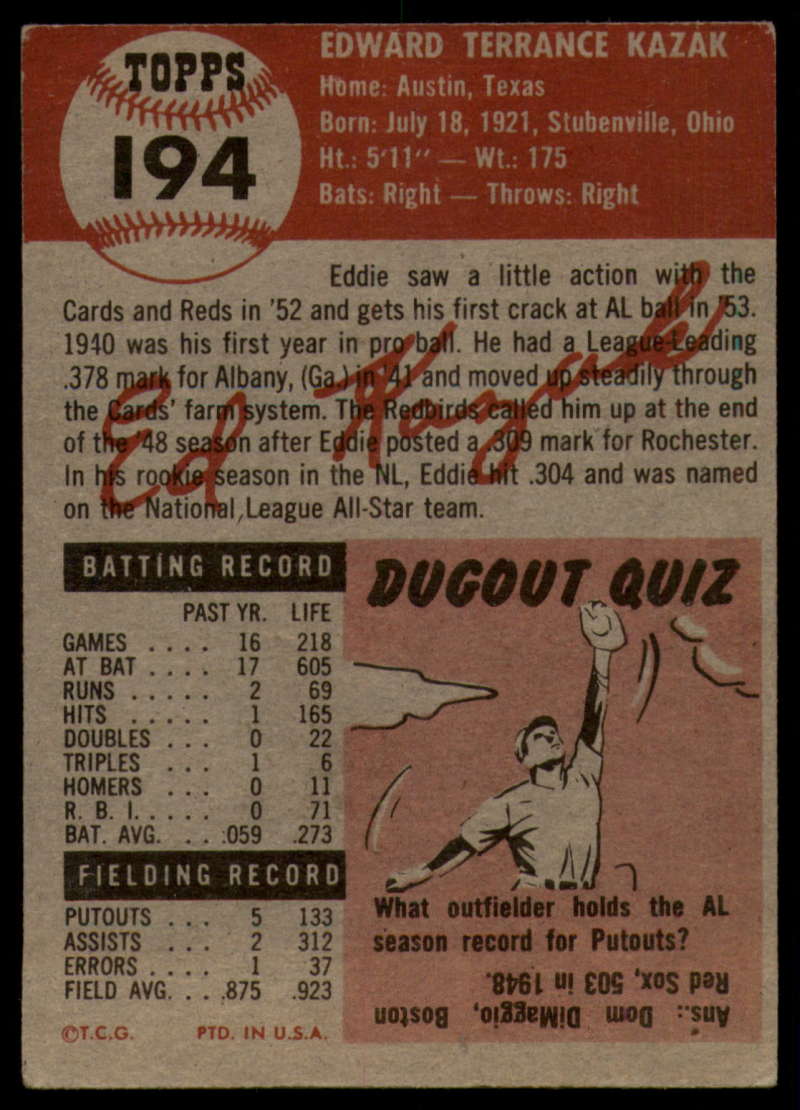 TOPPS
194
EDWARD TERRANCE KAZAK
Home: Austin, Texas
Born: July 18, 1921, Stubenville, Ohio
Ht.: 5'11" — Wt.: 175
Bats: Right — Throws: Right
Eddie saw a little action with the
Cards and Reds in '52 and gets his first crack at AL ball in '53.
1940 was his first year in pro ball. He had a League-Leading
.378 mark for Albany, (Ga.) in '41 and moved up steadily through
the Cards' farm system. The Redbirds called him up at the end
of the '48 season after Eddie posted a .309 mark for Rochester.
In his rookie season in the NL, Eddie hit .304 and was named
on the National League All-Star team.
Ed Kazak
BATTING RECORD
PAST YR. LIFE
GAMES .... 16 218
AT BAT .... 17 605
RUNS ..... 2 69
HITS ..... 1 165
DOUBLES ... 0 22
TRIPLES ... 1 6
HOMERS ... 0 11
R. B. I. .... 0 71
BAT. AVG. ... .059 .273
FIELDING RECORD
PUTOUTS ... 5 133
ASSISTS ... 2 312
ERRORS .... 1 37
FIELD AVG. ... .875 .923
©T.C.G. PTD. IN U.S.A.
DUGOUT QUIZ
What outfielder holds the AL
season record for Putouts?
Ans.: Dom DiMaggio, Boston
Red Sox, 503 in 1948.